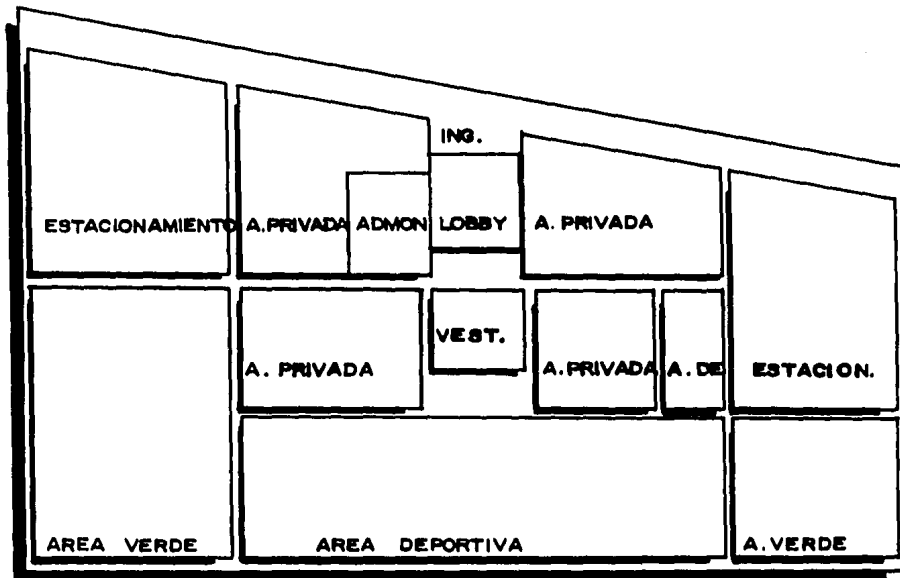 ING.
ESTACIONAMIENTO A. PRIVADA ADMON LOBBY A. PRIVADA
VEST.
A. PRIVADA A. PRIVADA A. DE ESTACION.
AREA VERDE AREA DEPORTIVA A. VERDE